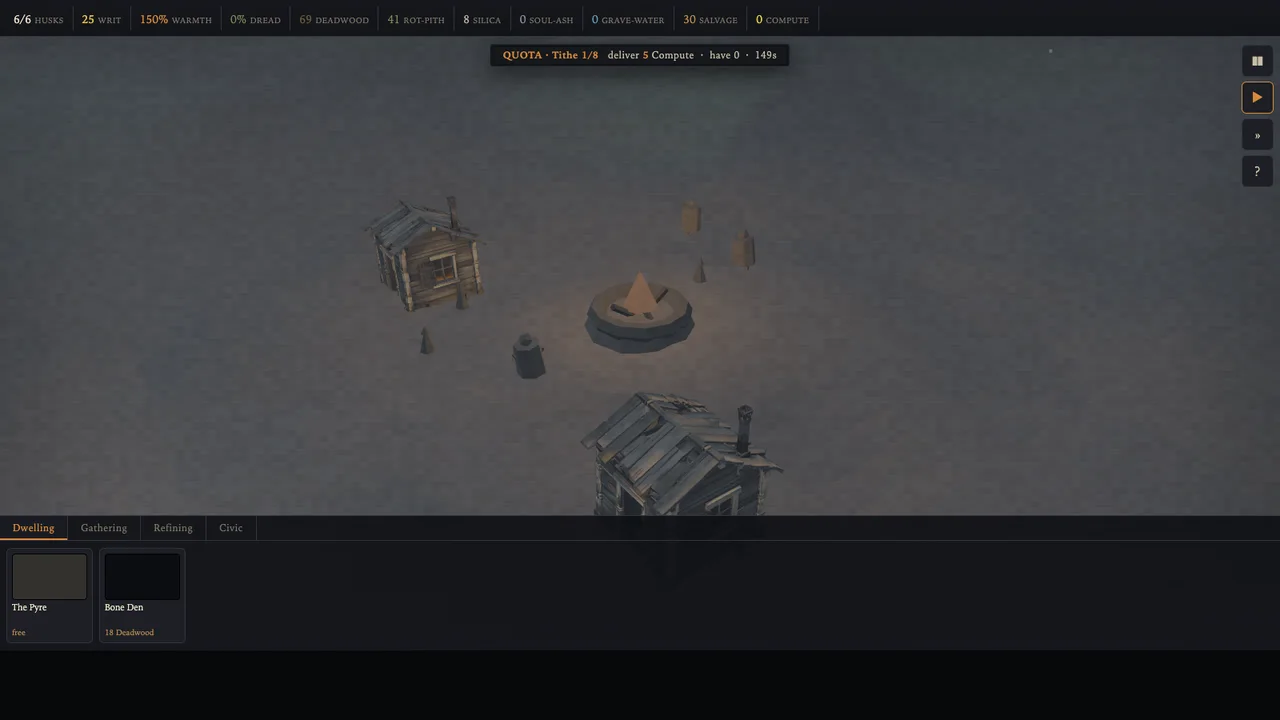 6/6 HUSKS 25 WRIT 150% WARMTH 0% DREAD 69 DEADWOOD 41 ROT-PITH 8 SILICA 0 SOUL-ASH 0 GRAVE-WATER 30 SALVAGE 0 COMPUTE
QUOTA · Tithe 1/8 deliver 5 Compute · have 0 · 149s
»
?
Dwelling Gathering Refining Civic
The Pyre Bone Den
free 18 Deadwood